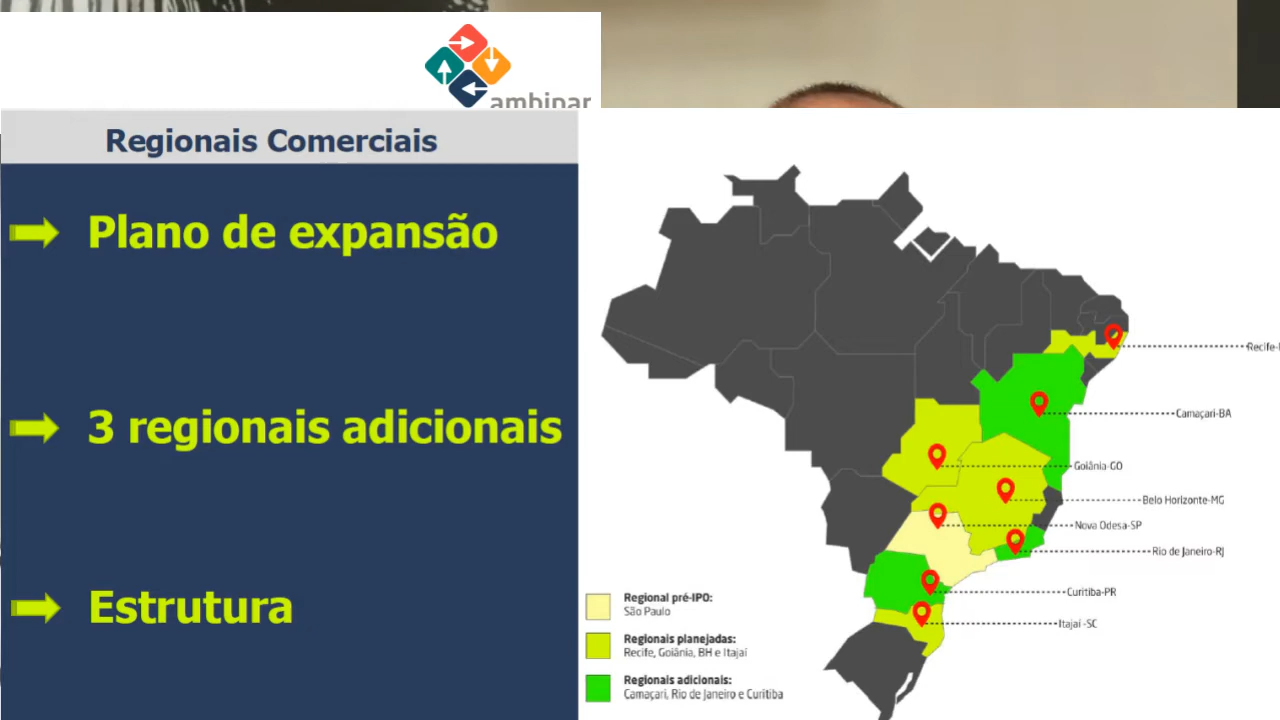 ambipar
Regionais Comerciais
Plano de expansão
3 regionais adicionais
Estrutura
Recife-
Camaçari-BA
Goiânia-GO
Belo Horizonte-MG
Nova Odesa-SP
Rio de Janeiro-RJ
Curitiba-PR
Itajaí -SC
Regional pré-IPO:
São Paulo
Regionais planejadas:
Recife, Goiânia, BH e Itajaí
Regionais adicionais:
Camaçari, Rio de Janeiro e Curitiba